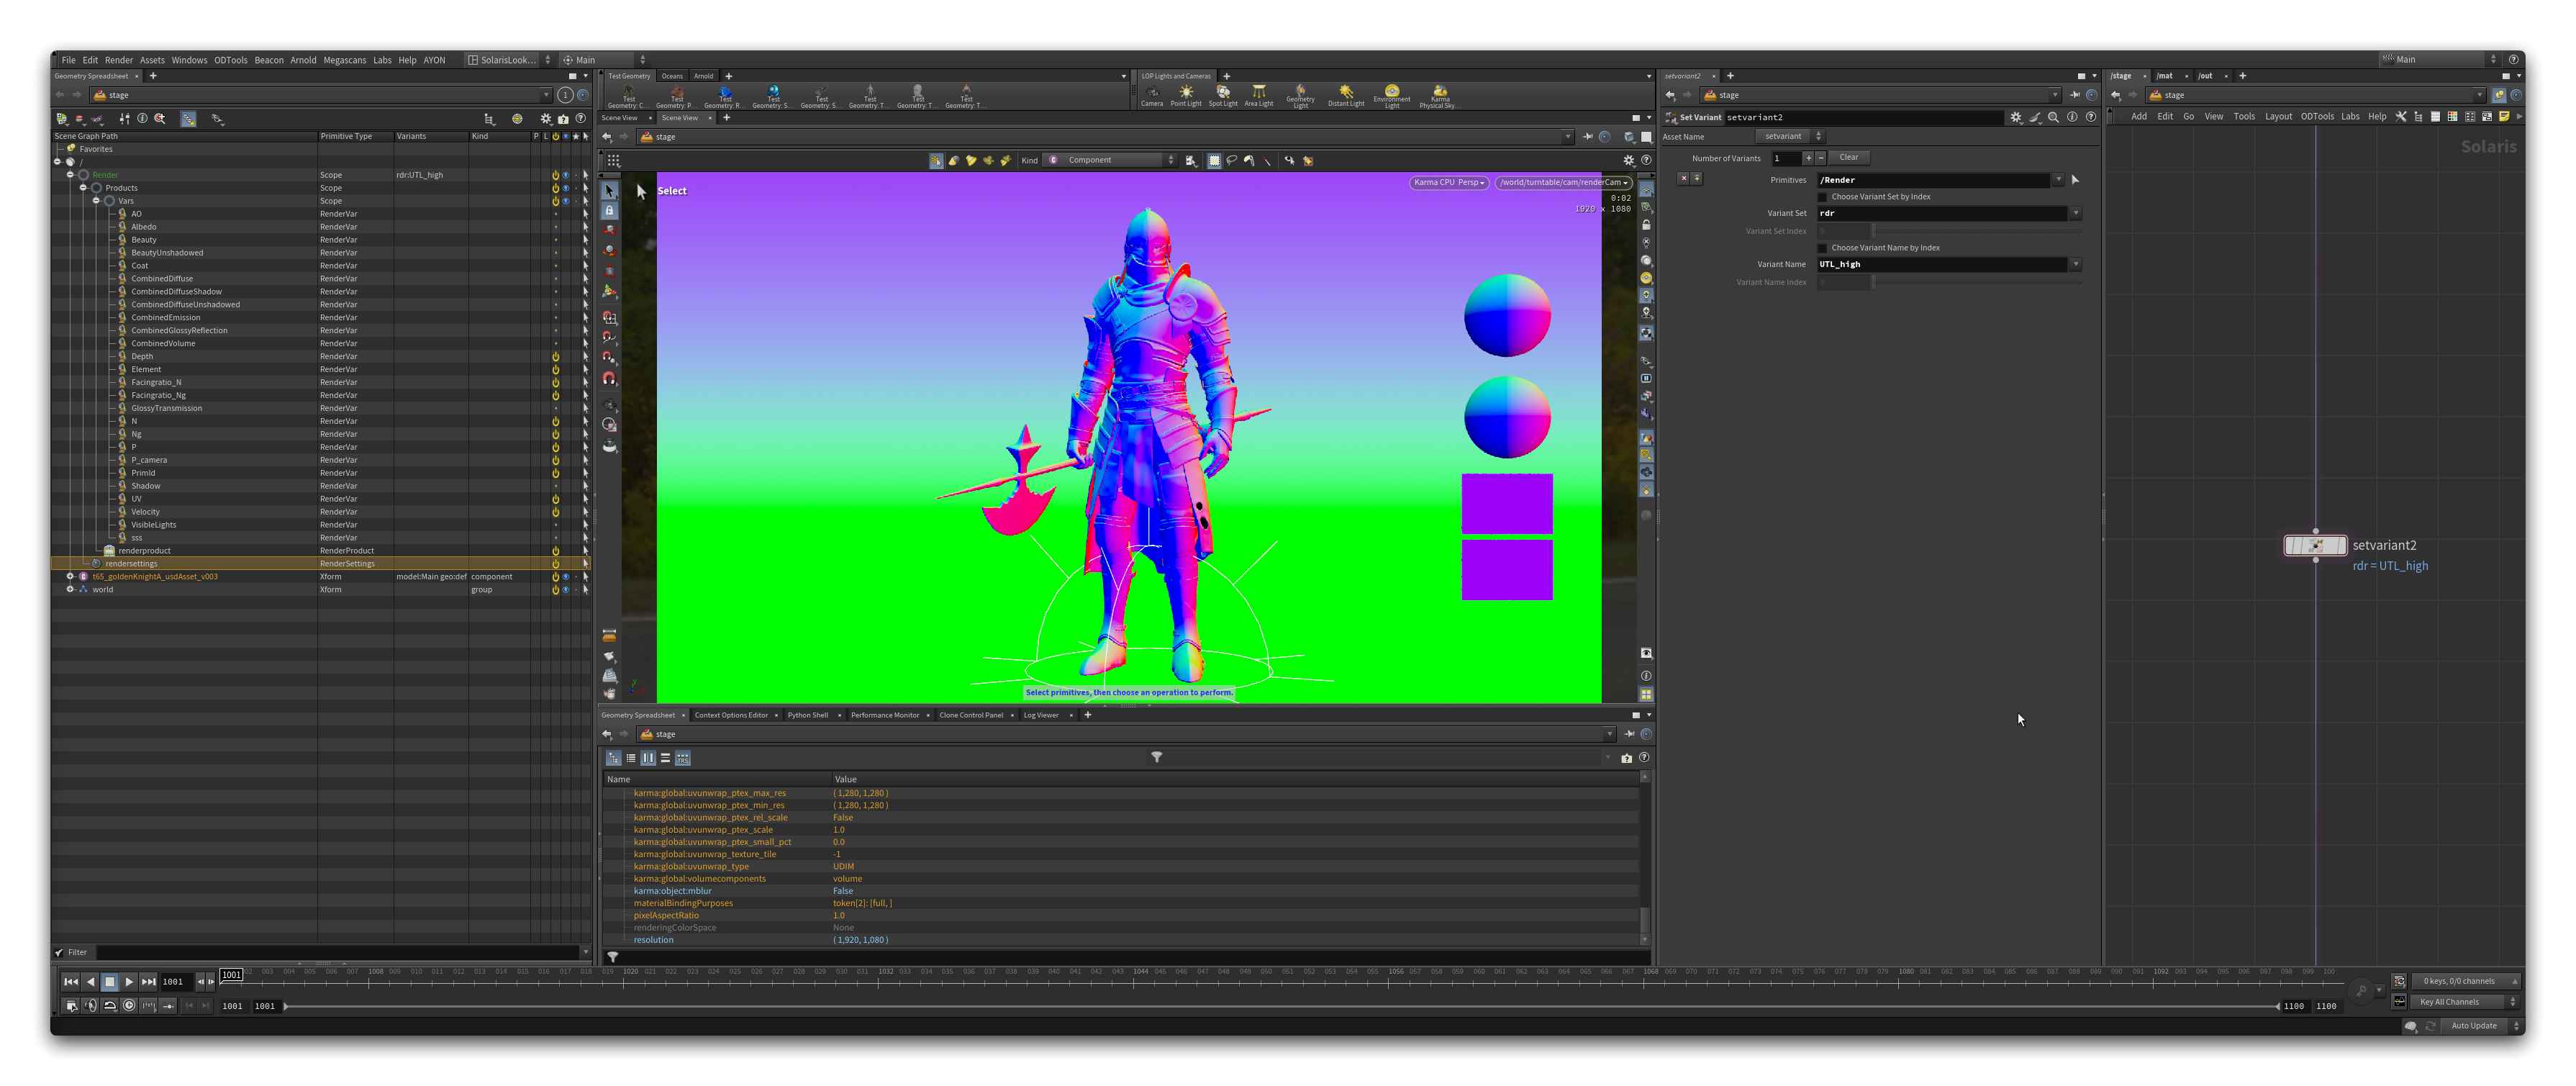 File Edit Render Assets Windows ODTools Beacon Arnold Megascans Labs Help AYON SolarisLook... Main Main
Geometry Spreadsheet
stage
Scene Graph Path Primitive Type Variants Kind P L
Favorites
/
Render Scope rdr:UTL_high
Products Scope
Vars Scope
AO RenderVar
Albedo RenderVar
Beauty RenderVar
BeautyUnshadowed RenderVar
Coat RenderVar
CombinedDiffuse RenderVar
CombinedDiffuseShadow RenderVar
CombinedDiffuseUnshadowed RenderVar
CombinedEmission RenderVar
CombinedGlossyReflection RenderVar
CombinedVolume RenderVar
Depth RenderVar
Element RenderVar
Facingratio_N RenderVar
Facingratio_Ng RenderVar
GlossyTransmission RenderVar
N RenderVar
Ng RenderVar
P RenderVar
P_camera RenderVar
PrimId RenderVar
Shadow RenderVar
UV RenderVar
Velocity RenderVar
VisibleLights RenderVar
sss RenderVar
renderproduct RenderProduct
rendersettings RenderSettings
t65_goldenKnightA_usdAsset_v003 Xform model:Main geo:def component
world Xform group
Filter
Test Geometry Oceans Arnold
Test Geometry: C... Test Geometry: P... Test Geometry: R... Test Geometry: S... Test Geometry: S... Test Geometry: T... Test Geometry: T... Test Geometry: T...
LOP Lights and Cameras
Camera Point Light Spot Light Area Light Geometry Light Distant Light Environment Light Karma Physical Sky...
Scene View Scene View
stage
Kind Component
Select
Karma CPU Persp /world/turntable/cam/renderCam
0:02
1920 x 1080
Select primitives, then choose an operation to perform.
Geometry Spreadsheet Context Options Editor Python Shell Performance Monitor Clone Control Panel Log Viewer
stage
Name Value
karma:global:uvunwrap_ptex_max_res ( 1,280, 1,280 )
karma:global:uvunwrap_ptex_min_res ( 1,280, 1,280 )
karma:global:uvunwrap_ptex_rel_scale False
karma:global:uvunwrap_ptex_scale 1.0
karma:global:uvunwrap_ptex_small_pct 0.0
karma:global:uvunwrap_texture_tile -1
karma:global:uvunwrap_type UDIM
karma:global:volumecomponents volume
karma:object:mblur False
materialBindingPurposes token[2]: [full, ]
pixelAspectRatio 1.0
renderingColorSpace None
resolution ( 1,920, 1,080 )
setvariant2
stage
Set Variant setvariant2
Asset Name setvariant
Number of Variants 1 Clear
Primitives /Render
Choose Variant Set by Index
Variant Set rdr
Variant Set Index 0
Choose Variant Name by Index
Variant Name UTL_high
Variant Name Index 0
/stage /mat /out
stage
Add Edit Go View Tools Layout ODTools Labs Help
Solaris
setvariant2
rdr = UTL_high
1001 1001 1008 1020 1032 1044 1056 1068 1080 1092
1001 1001 1100 1100
0 keys, 0/0 channels
Key All Channels
Auto Update